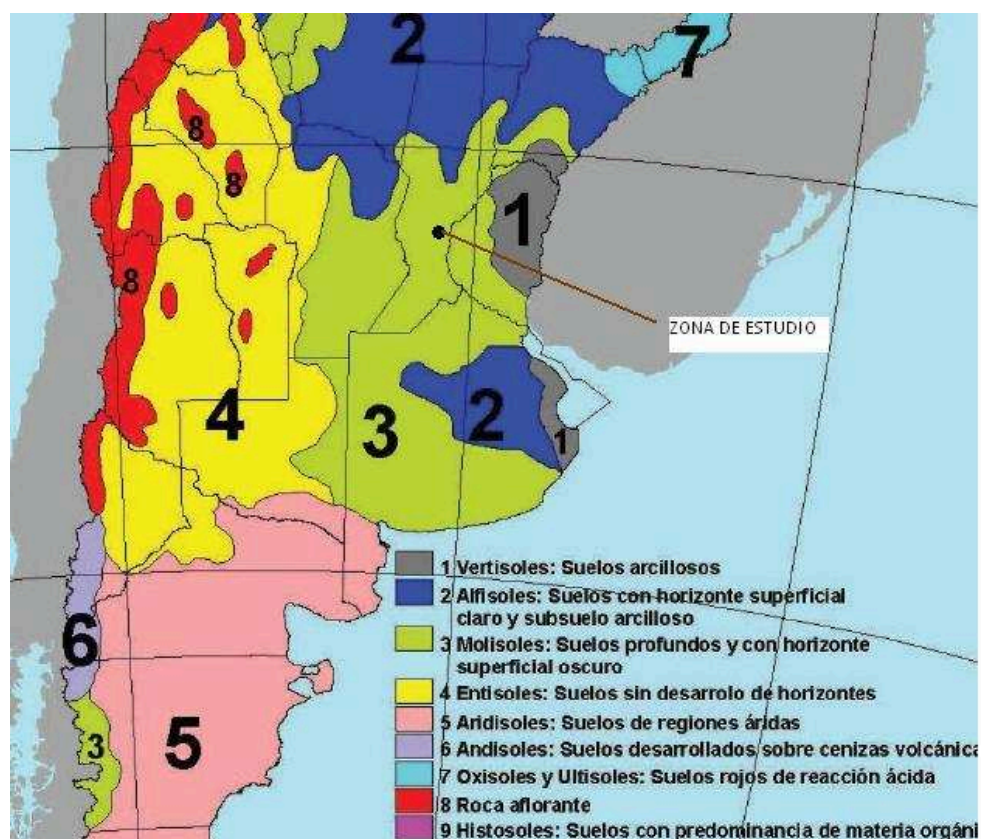 2
7
8
8
1
8
ZONA DE ESTUDIO
4
3
2
1
6
3
5
1 Vertisoles: Suelos arcillosos
2 Alfisoles: Suelos con horizonte superficial
claro y subsuelo arcilloso
3 Molisoles: Suelos profundos y con horizonte
superficial oscuro
4 Entisoles: Suelos sin desarrolo de horizontes
5 Aridisoles: Suelos de regiones áridas
6 Andisoles: Suelos desarrollados sobre cenizas volcánica
7 Oxisoles y Ultisoles: Suelos rojos de reacción ácida
8 Roca aflorante
9 Histosoles: Suelos con predominancia de materia orgáni